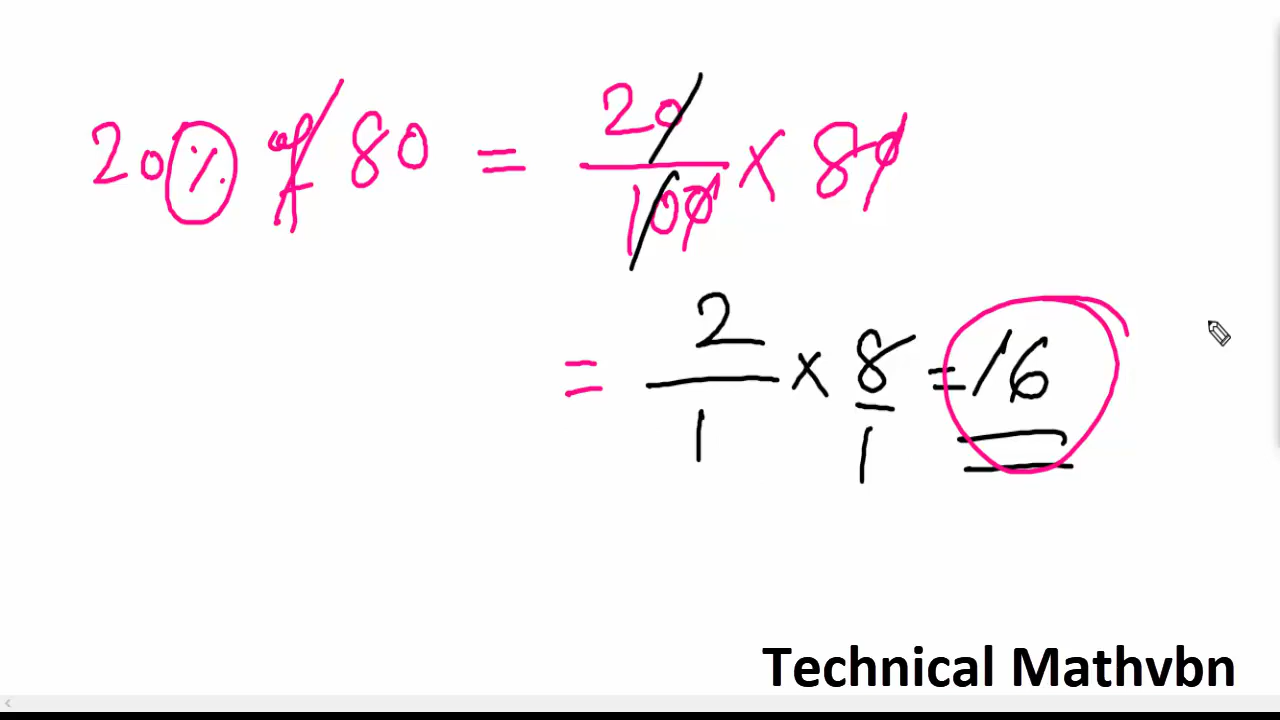 20% of 80 = 20/100 × 80
= 2/1 × 8/1 = 16
Technical Mathvbn